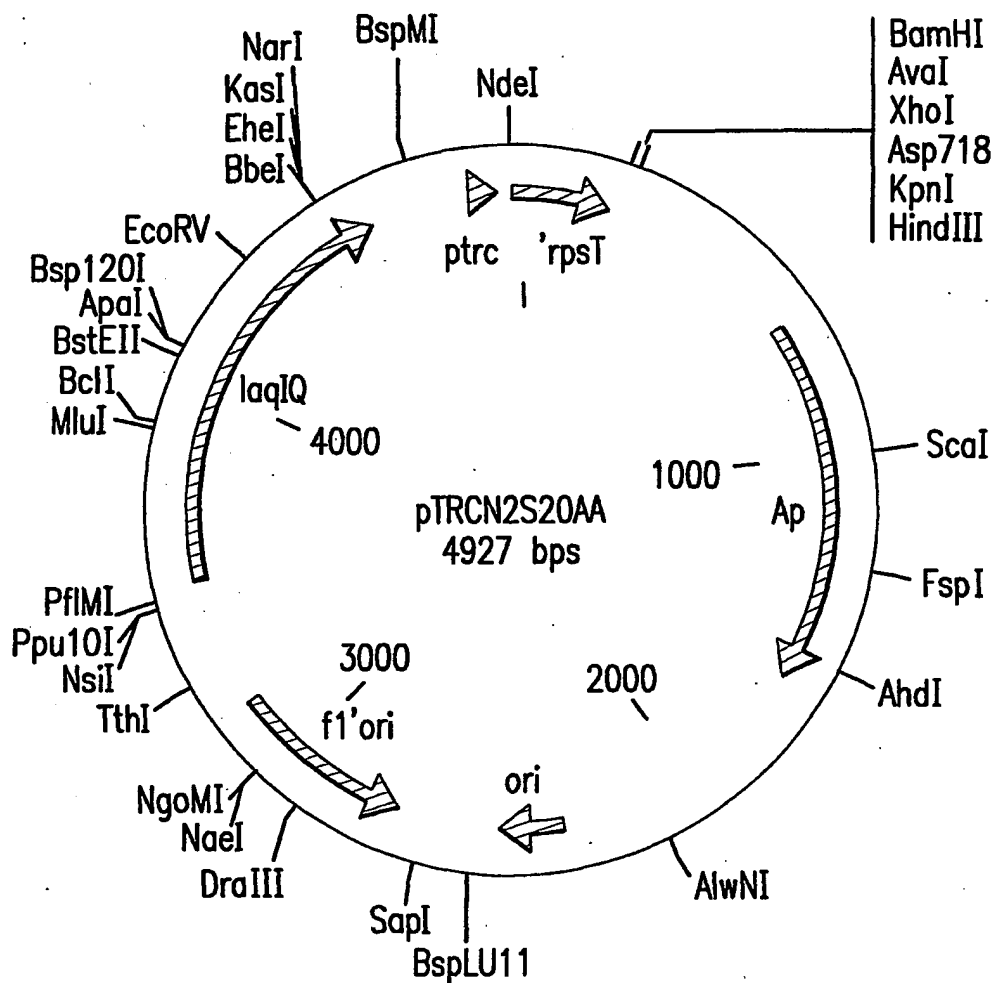 BspMI
NdeI
BamHI
AvaI
XhoI
Asp718
KpnI
HindIII
NarI
KasI
EheI
BbeI
EcoRV
Bsp120I
ApaI
BstEII
BclI
MluI
ptrc
'rpsT
laqIQ
4000
1000
Ap
ScaI
FspI
pTRCN2S20AA
4927 bps
PflMI
Ppu10I
NsiI
TthI
3000
f1'ori
2000
AhdI
ori
NgoMI
NaeI
DraIII
SapI
BspLU11
AlwNI